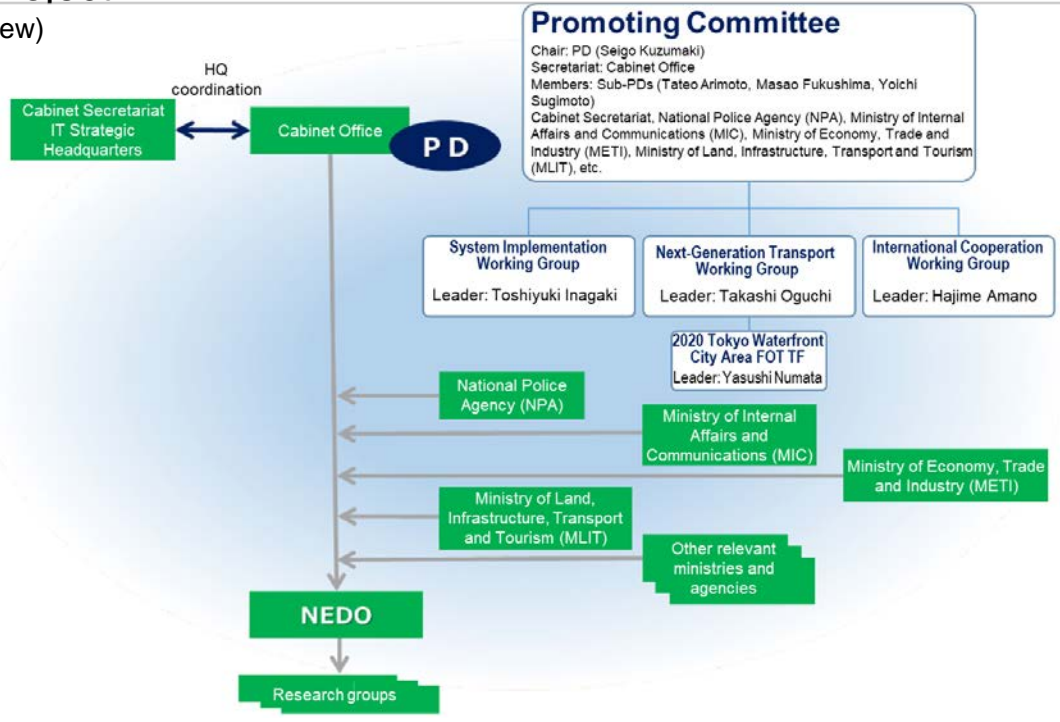 ew)
HQ
coordination
Cabinet Secretariat
IT Strategic
Headquarters
Cabinet Office
PD
Promoting Committee
Chair: PD (Seigo Kuzumaki)
Secretariat: Cabinet Office
Members: Sub-PDs (Tateo Arimoto, Masao Fukushima, Yoichi
Sugimoto)
Cabinet Secretariat, National Police Agency (NPA), Ministry of Internal
Affairs and Communications (MIC), Ministry of Economy, Trade and
Industry (METI), Ministry of Land, Infrastructure, Transport and Tourism
(MLIT), etc.
System Implementation
Working Group
Leader: Toshiyuki Inagaki
Next-Generation Transport
Working Group
Leader: Takashi Oguchi
International Cooperation
Working Group
Leader: Hajime Amano
2020 Tokyo Waterfront
City Area FOT TF
Leader: Yasushi Numata
National Police
Agency (NPA)
Ministry of Internal
Affairs and
Communications (MIC)
Ministry of Economy, Trade
and Industry (METI)
Ministry of Land,
Infrastructure, Transport
and Tourism (MLIT)
Other relevant
ministries and
agencies
NEDO
Research groups